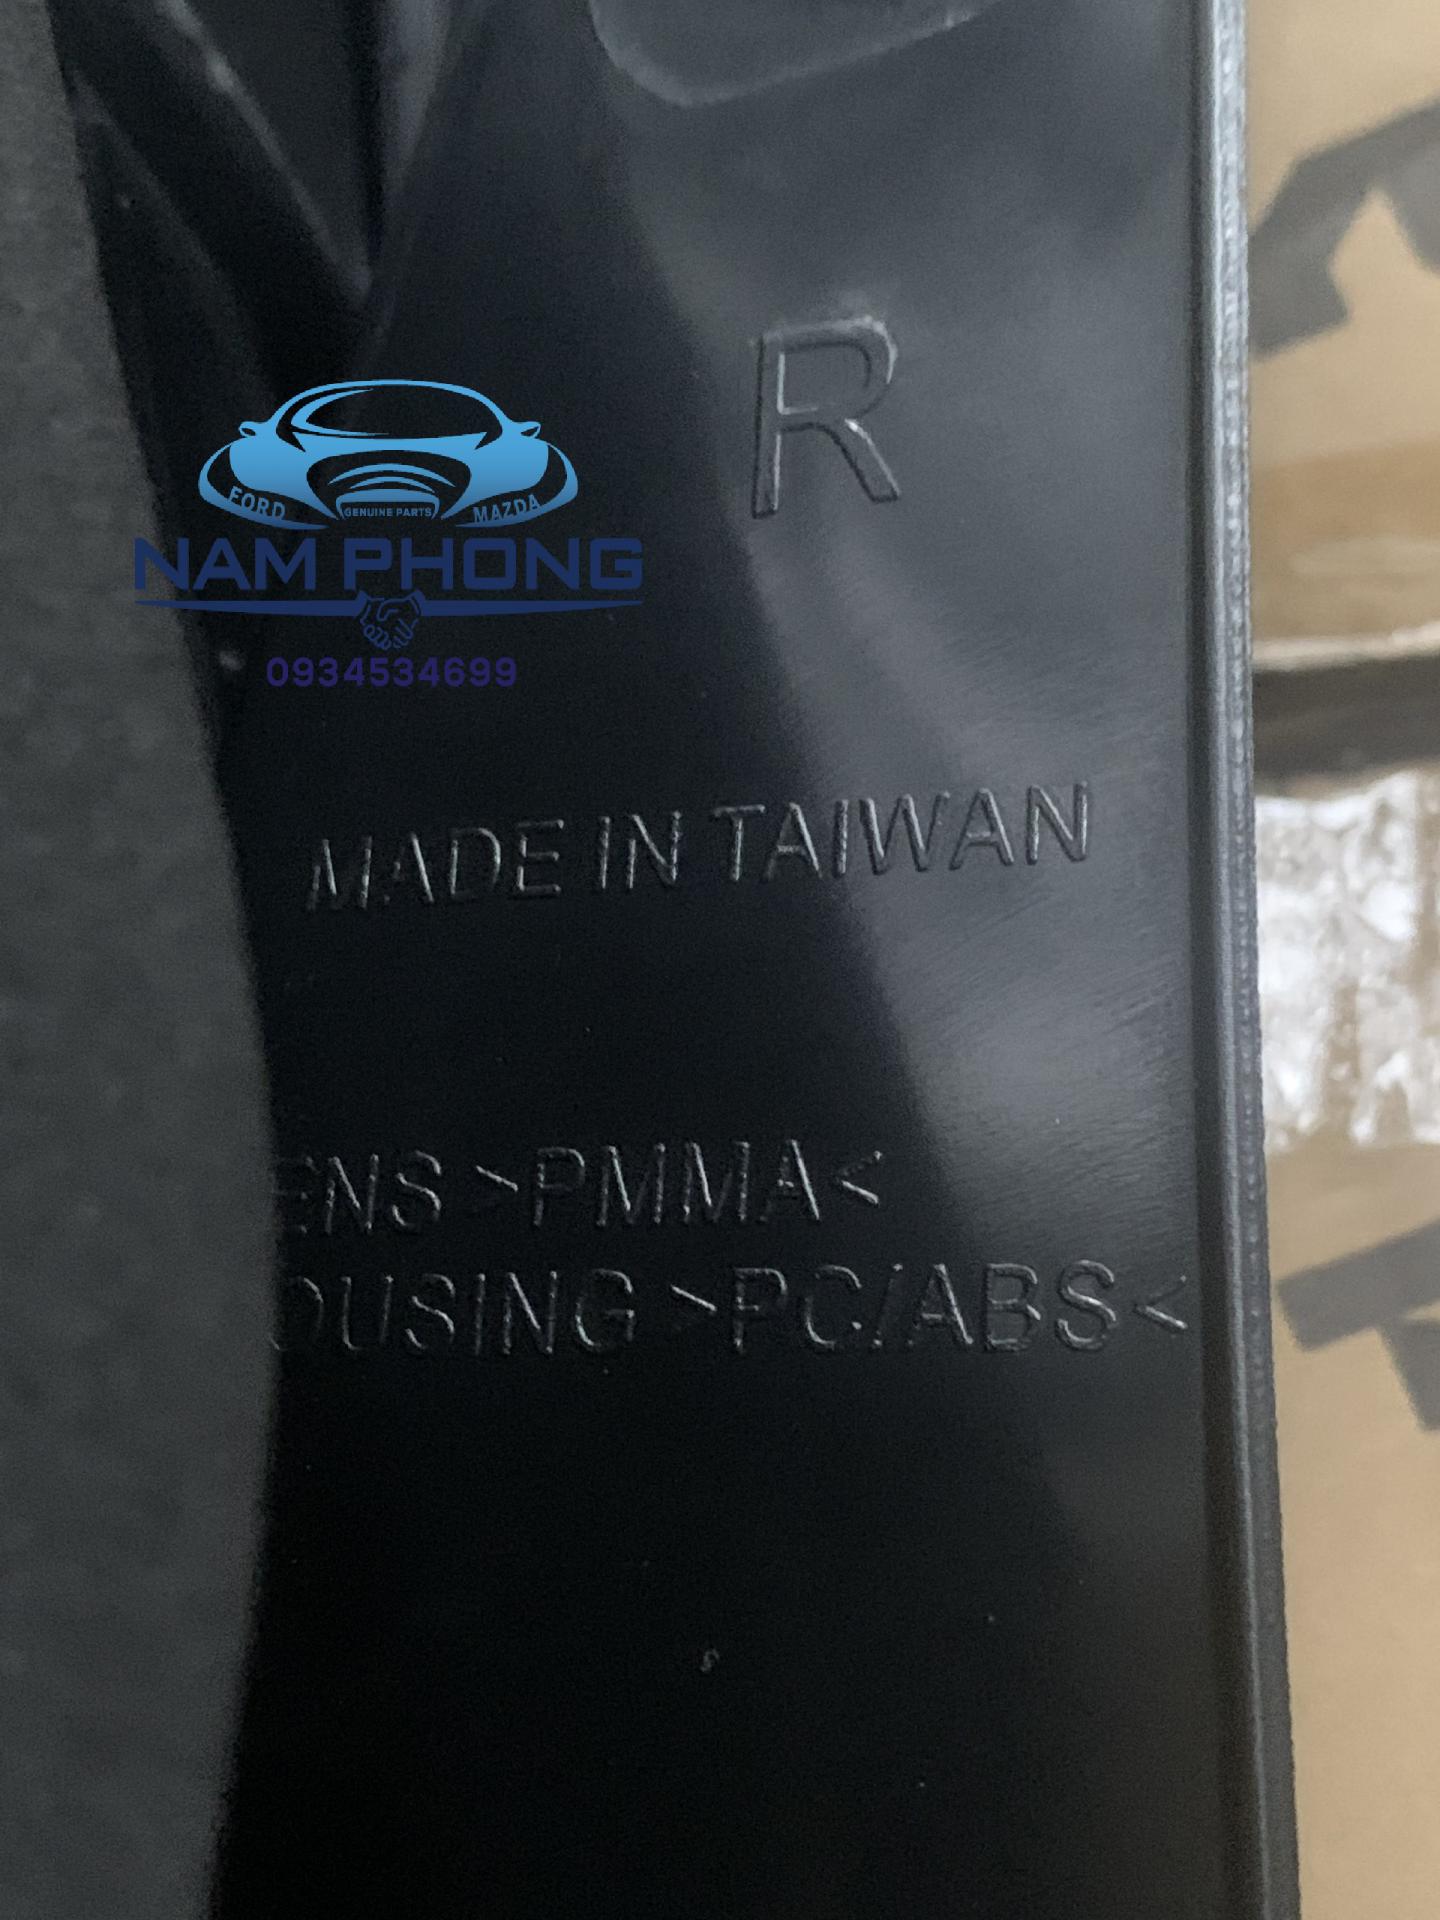 R
FORD
GENUINE PARTS
MAZDA
NAM PHONG
0934534699
MADE IN TAIWAN
ENS >PMMA<
OUSING >PC/ABS<